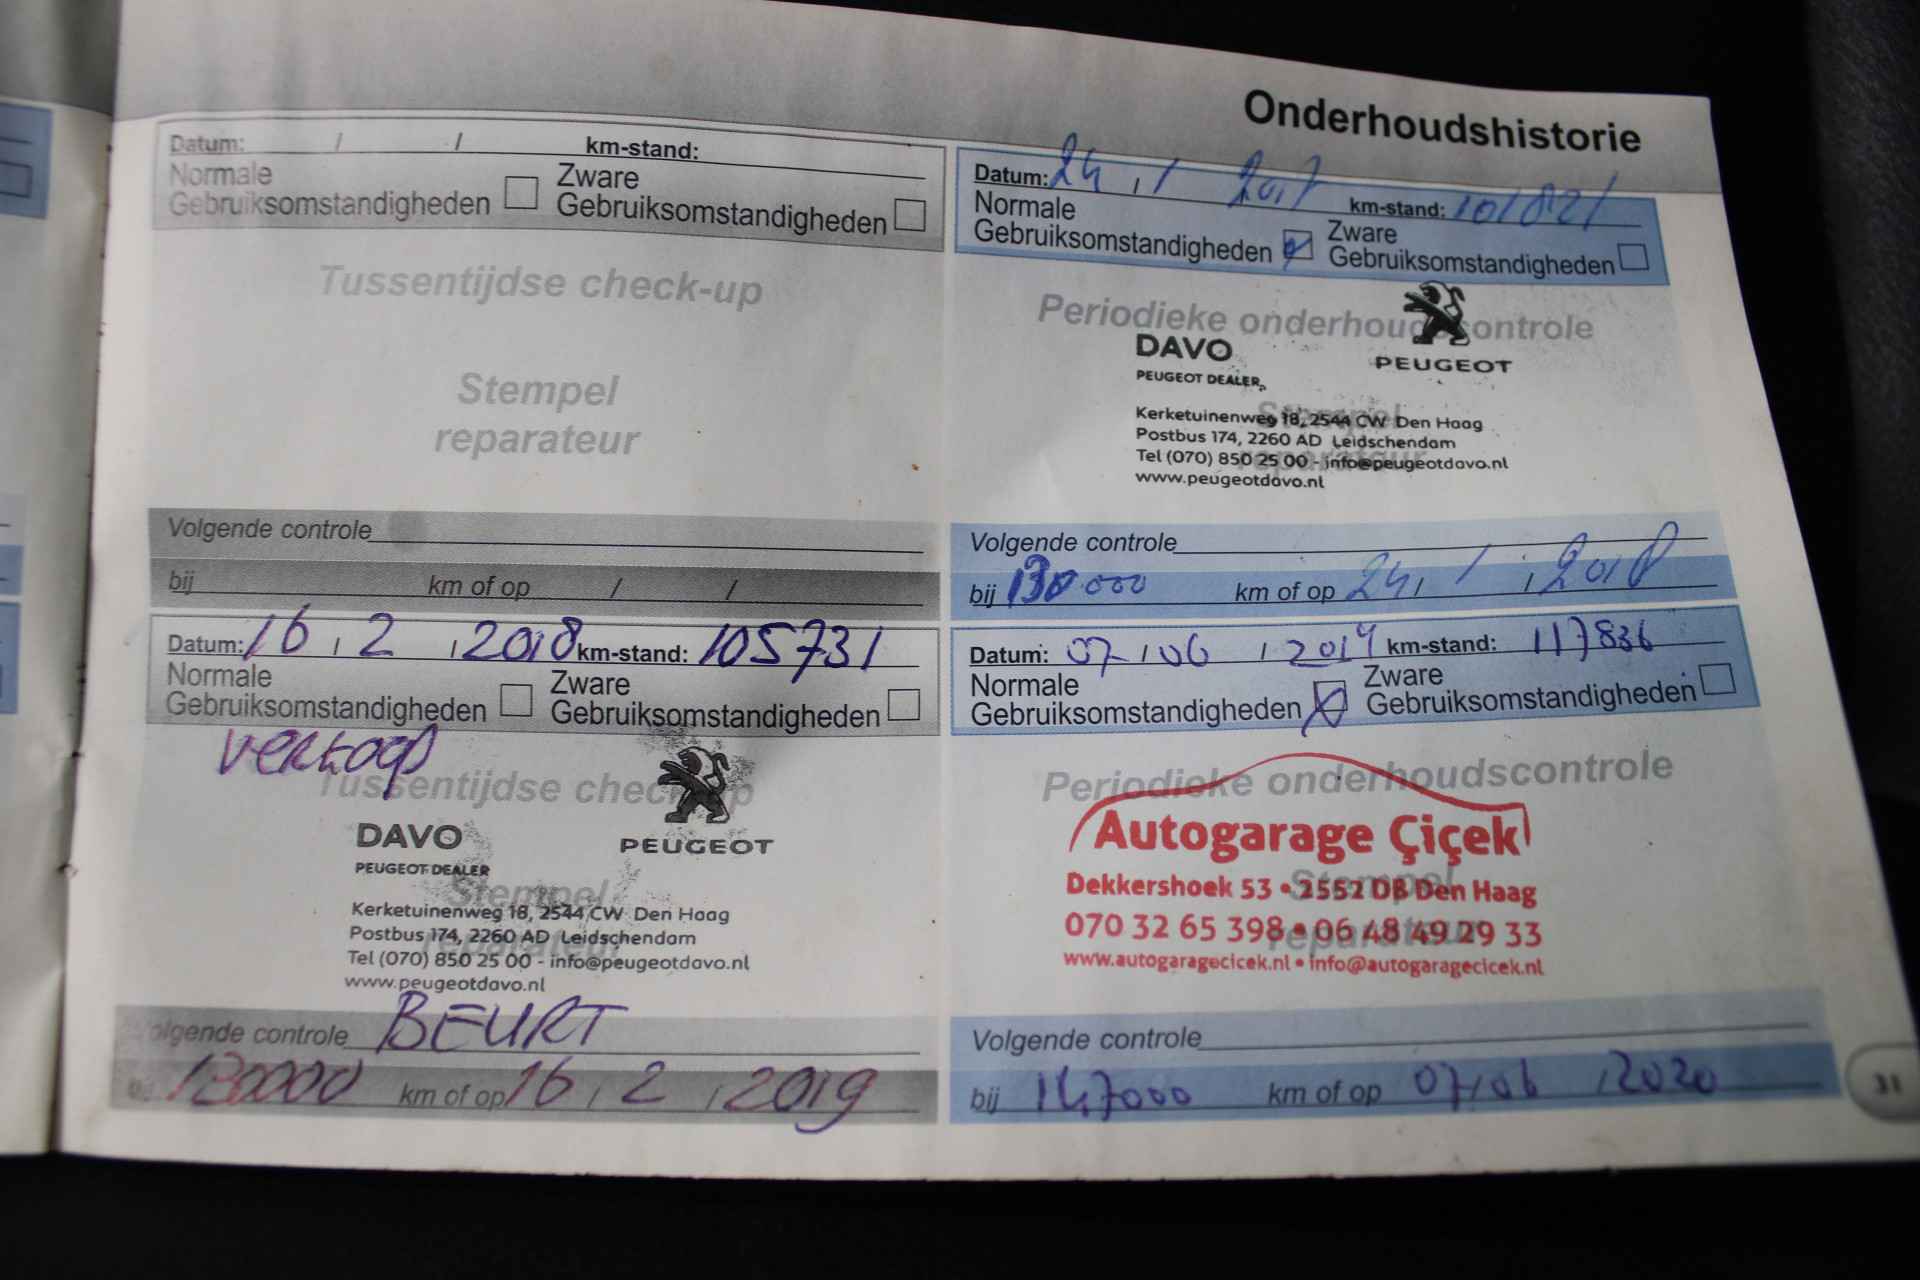 Onderhoudshistorie
Datum: / / km-stand:
Normale Gebruiksomstandigheden Zware Gebruiksomstandigheden
Tussentijdse check-up
Stempel
reparateur
Volgende controle
bij km of op / /
Datum: 24 / 1 2017 km-stand: 101821
Normale Gebruiksomstandigheden Zware Gebruiksomstandigheden
Periodieke onderhoudscontrole
DAVO PEUGEOT
PEUGEOT DEALER
Stempel
reparateur
Kerketuinenweg 18, 2544 CW Den Haag
Postbus 174, 2260 AD Leidschendam
Tel (070) 850 25 00 - info@peugeotdavo.nl
www.peugeotdavo.nl
Volgende controle
bij 130.000 km of op 24 / 1 / 2018
Datum: 16 / 2 / 2018 km-stand: 105731
Normale Gebruiksomstandigheden Zware Gebruiksomstandigheden
verkoop
Tussentijdse check-up
DAVO PEUGEOT
PEUGEOT DEALER
Stempel
reparateur
Kerketuinenweg 18, 2544 CW Den Haag
Postbus 174, 2260 AD Leidschendam
Tel (070) 850 25 00 - info@peugeotdavo.nl
www.peugeotdavo.nl
Volgende controle BEURT
bij 130000 km of op 16 / 2 / 2019
Datum: 07 / 06 / 2019 km-stand: 117836
Normale Gebruiksomstandigheden Zware Gebruiksomstandigheden
Periodieke onderhoudscontrole
Autogarage Çiçek
Stempel
reparateur
Dekkershoek 53 • 2552 DB Den Haag
070 32 65 398 • 06 48 49 29 33
www.autogaragecicek.nl • info@autogaragecicek.nl
Volgende controle
bij 147000 km of op 07 / 06 / 2020
31